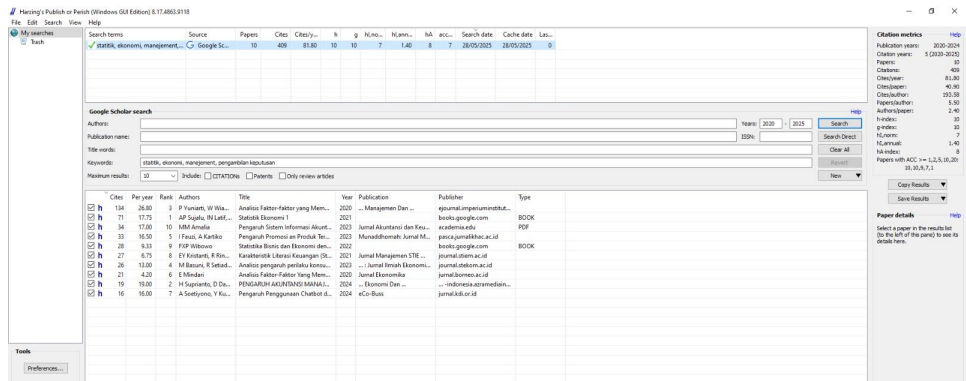 Harzing's Publish or Perish (Windows GUI Edition) 8.17.4863.9118
File Edit Search View Help
My searches
Trash
Search terms Source Papers Cites Cites/y... h g hI,no... hI,ann... hA acc... Search date Cache date Las...
statitik, ekonomi, manejement,... Google Sc... 10 409 81.80 10 10 7 1.40 8 7 28/05/2025 28/05/2025 0
Google Scholar search Help
Authors: Years: 2020 - 2025 Search
Publication name: ISSN: Search Direct
Title words: Clear All
Keywords: statitik, ekonomi, manejement, pengambilan keputusan Revert
Maximum results: 10 Include: CITATIONs Patents Only review articles New
Cites Per year Rank Authors Title Year Publication Publisher Type
h 134 26.80 3 P Yuniarti, W Wia... Analisis Faktor-faktor yang Mem... 2020 ... Manajemen Dan ... ejournal.imperiuminstitut...
h 71 17.75 1 AP Sujalu, IN Latif,... Statistik Ekonomi 1 2021 books.google.com BOOK
h 34 17.00 10 MM Amalia Pengaruh Sistem Informasi Akunt... 2023 Jurnal Akuntansi dan Keu... academia.edu PDF
h 33 16.50 5 I Fauzi, A Kartiko Pengaruh Promosi an Produk Ter... 2023 Munaddhomah: Jurnal M... pasca.jurnalikhac.ac.id
h 28 9.33 9 FXP Wibowo Statistika Bisnis dan Ekonomi den... 2022 books.google.com BOOK
h 27 6.75 8 EY Kristanti, R Rin... Karakteristik Literasi Keuangan (St... 2021 Jurnal Manajemen STIE ... journal.stiem.ac.id
h 26 13.00 4 M Basuni, R Setiad... Analisis pengaruh perilaku konsu... 2023 ... : Jurnal Ilmiah Ekonomi... journal.stekom.ac.id
h 21 4.20 6 E Mindari Analisis Faktor-Faktor Yang Mem... 2020 Jurnal Ekonomika journal.borneo.ac.id
h 19 19.00 2 H Suprianto, D Da... PENGARUH AKUNTANSI MANAJ... 2024 ... Ekonomi Dan ... ... -indonesia.azramediain...
h 16 16.00 7 A Soetiyono, Y Ku... Pengaruh Penggunaan Chatbot d... 2024 eCo-Buss jurnal.kdi.or.id
Tools
Preferences...
Citation metrics Help
Publication years: 2020-2024
Citation years: 5 (2020-2025)
Papers: 10
Citations: 409
Cites/year: 81.80
Cites/paper: 40.90
Cites/author: 193.58
Papers/author: 5.50
Authors/paper: 2.40
h-index: 10
g-index: 10
hI,norm: 7
hI,annual: 1.40
hA-index: 8
Papers with ACC >= 1,2,5,10,20:
10,10,9,7,1
Copy Results
Save Results
Paper details Help
Select a paper in the results list
(to the left of this pane) to see its
details here.